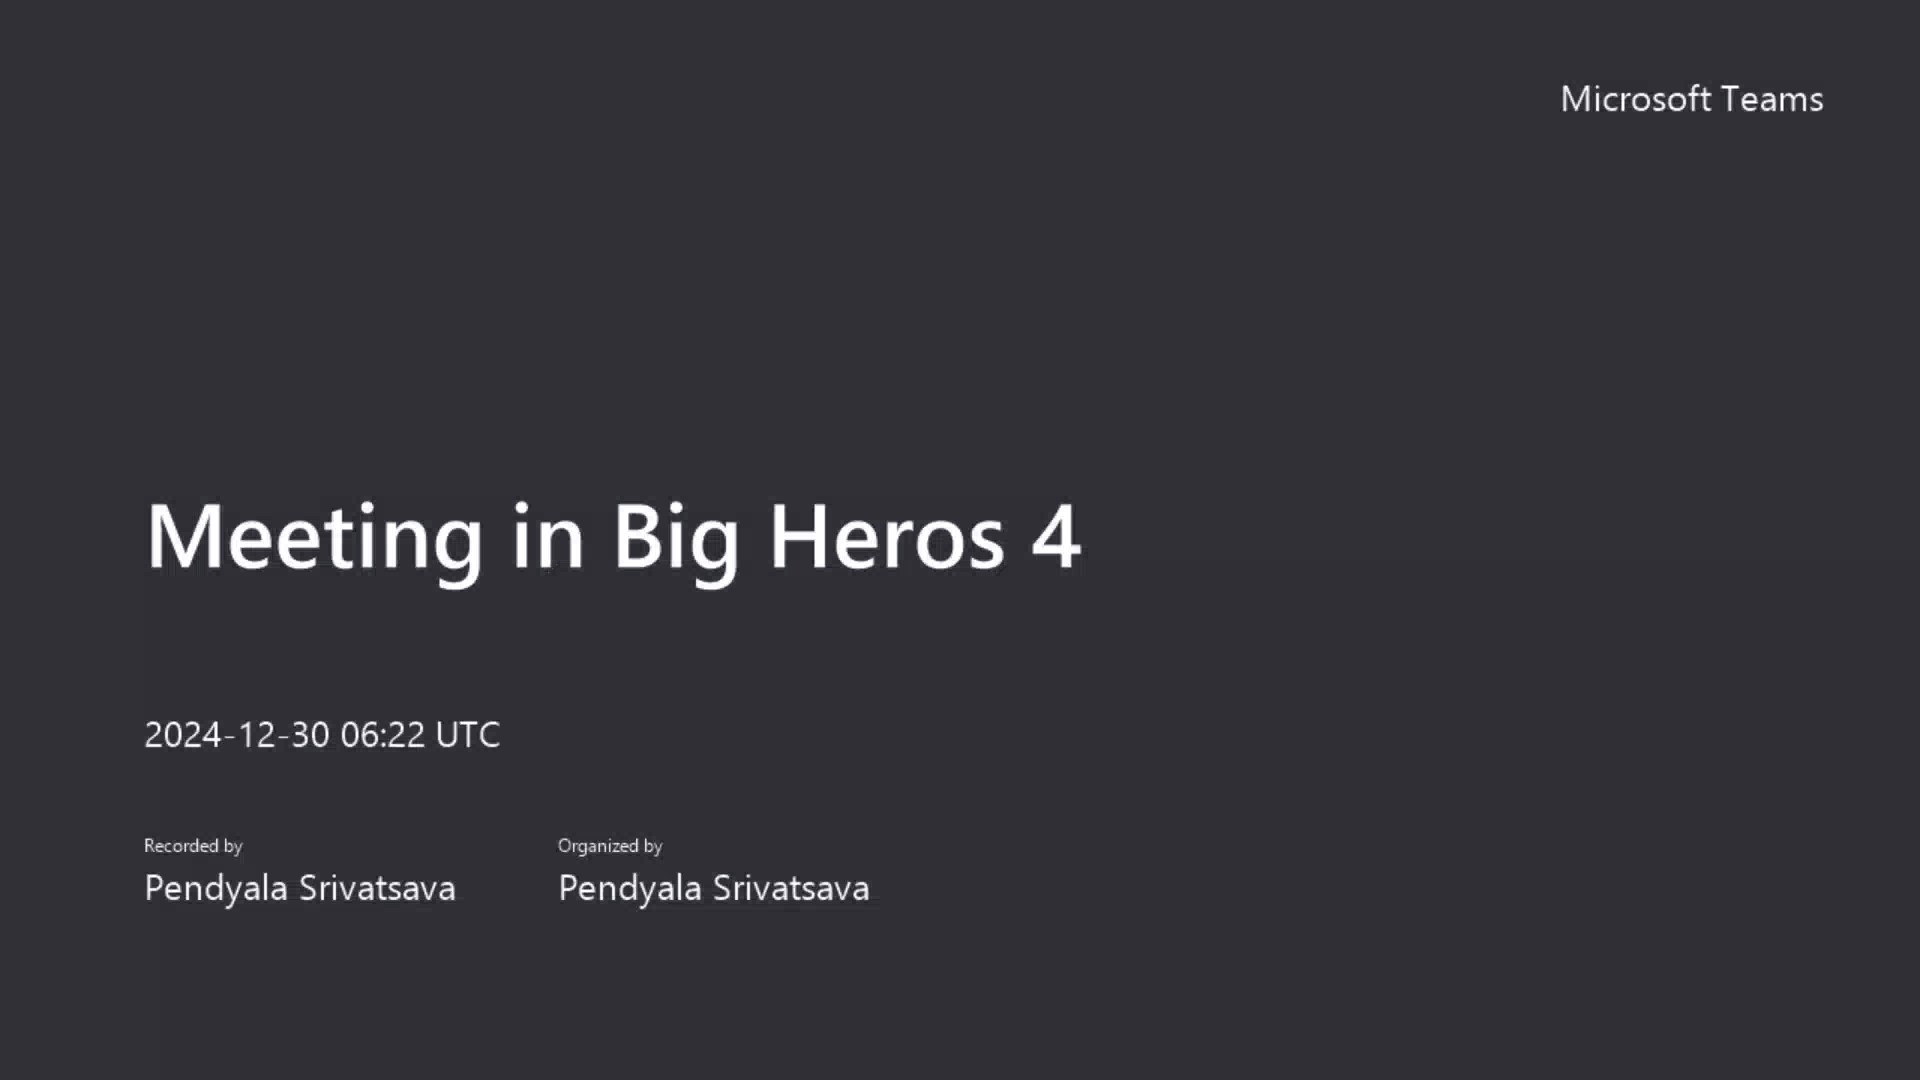 Microsoft Teams
Meeting in Big Heros 4
2024-12-30 06:22 UTC
Recorded by
Pendyala Srivatsava
Organized by
Pendyala Srivatsava